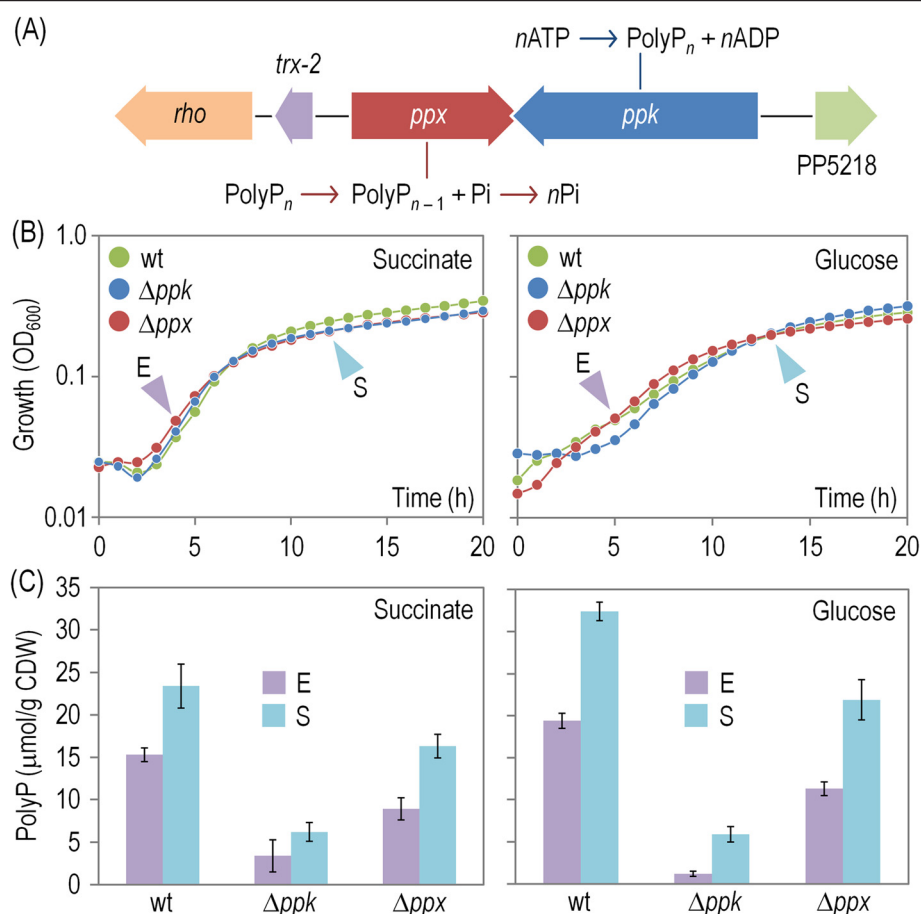 (A)
nATP → PolyPn + nADP
trx-2
rho
ppx
ppk
PP5218
PolyPn → PolyPn – 1 + Pi → nPi
(B)
1.0
0.1
0.01
Growth (OD600)
wt
Δppk
Δppx
Succinate
E
S
Time (h)
0 5 10 15 20
wt
Δppk
Δppx
Glucose
E
S
Time (h)
0 5 10 15 20
(C)
35
30
25
20
15
10
5
0
PolyP (μmol/g CDW)
Succinate
E
S
wt Δppk Δppx
Glucose
E
S
wt Δppk Δppx